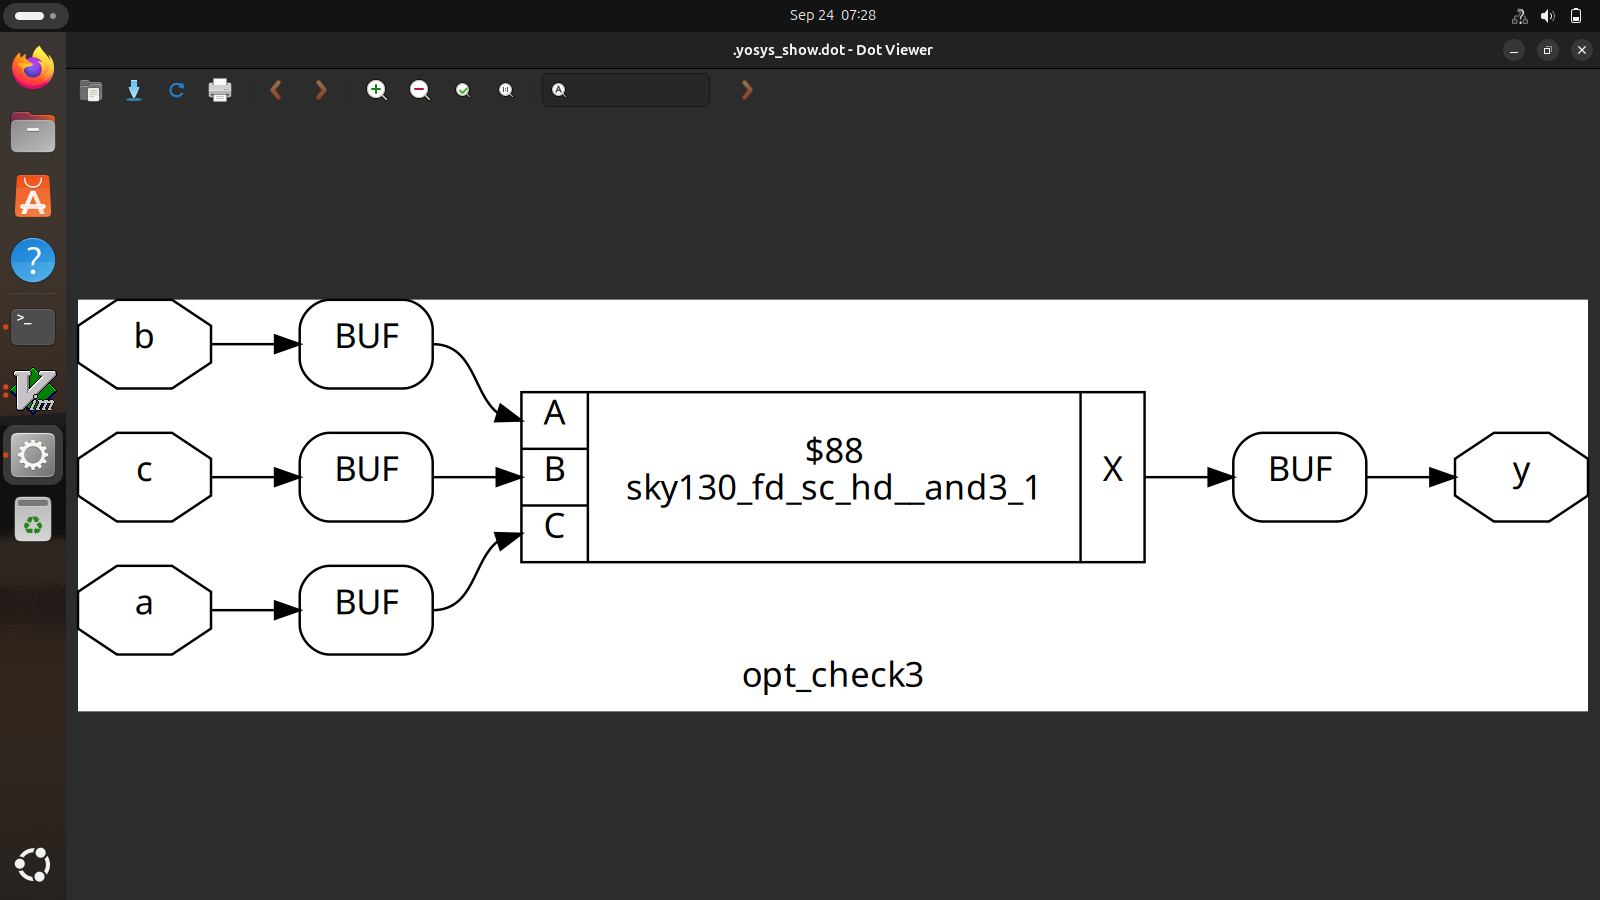 Sep 24 07:28
.yosys_show.dot - Dot Viewer
b
BUF
A
$88
sky130_fd_sc_hd__and3_1
X
BUF
y
c
BUF
B
C
a
BUF
opt_check3